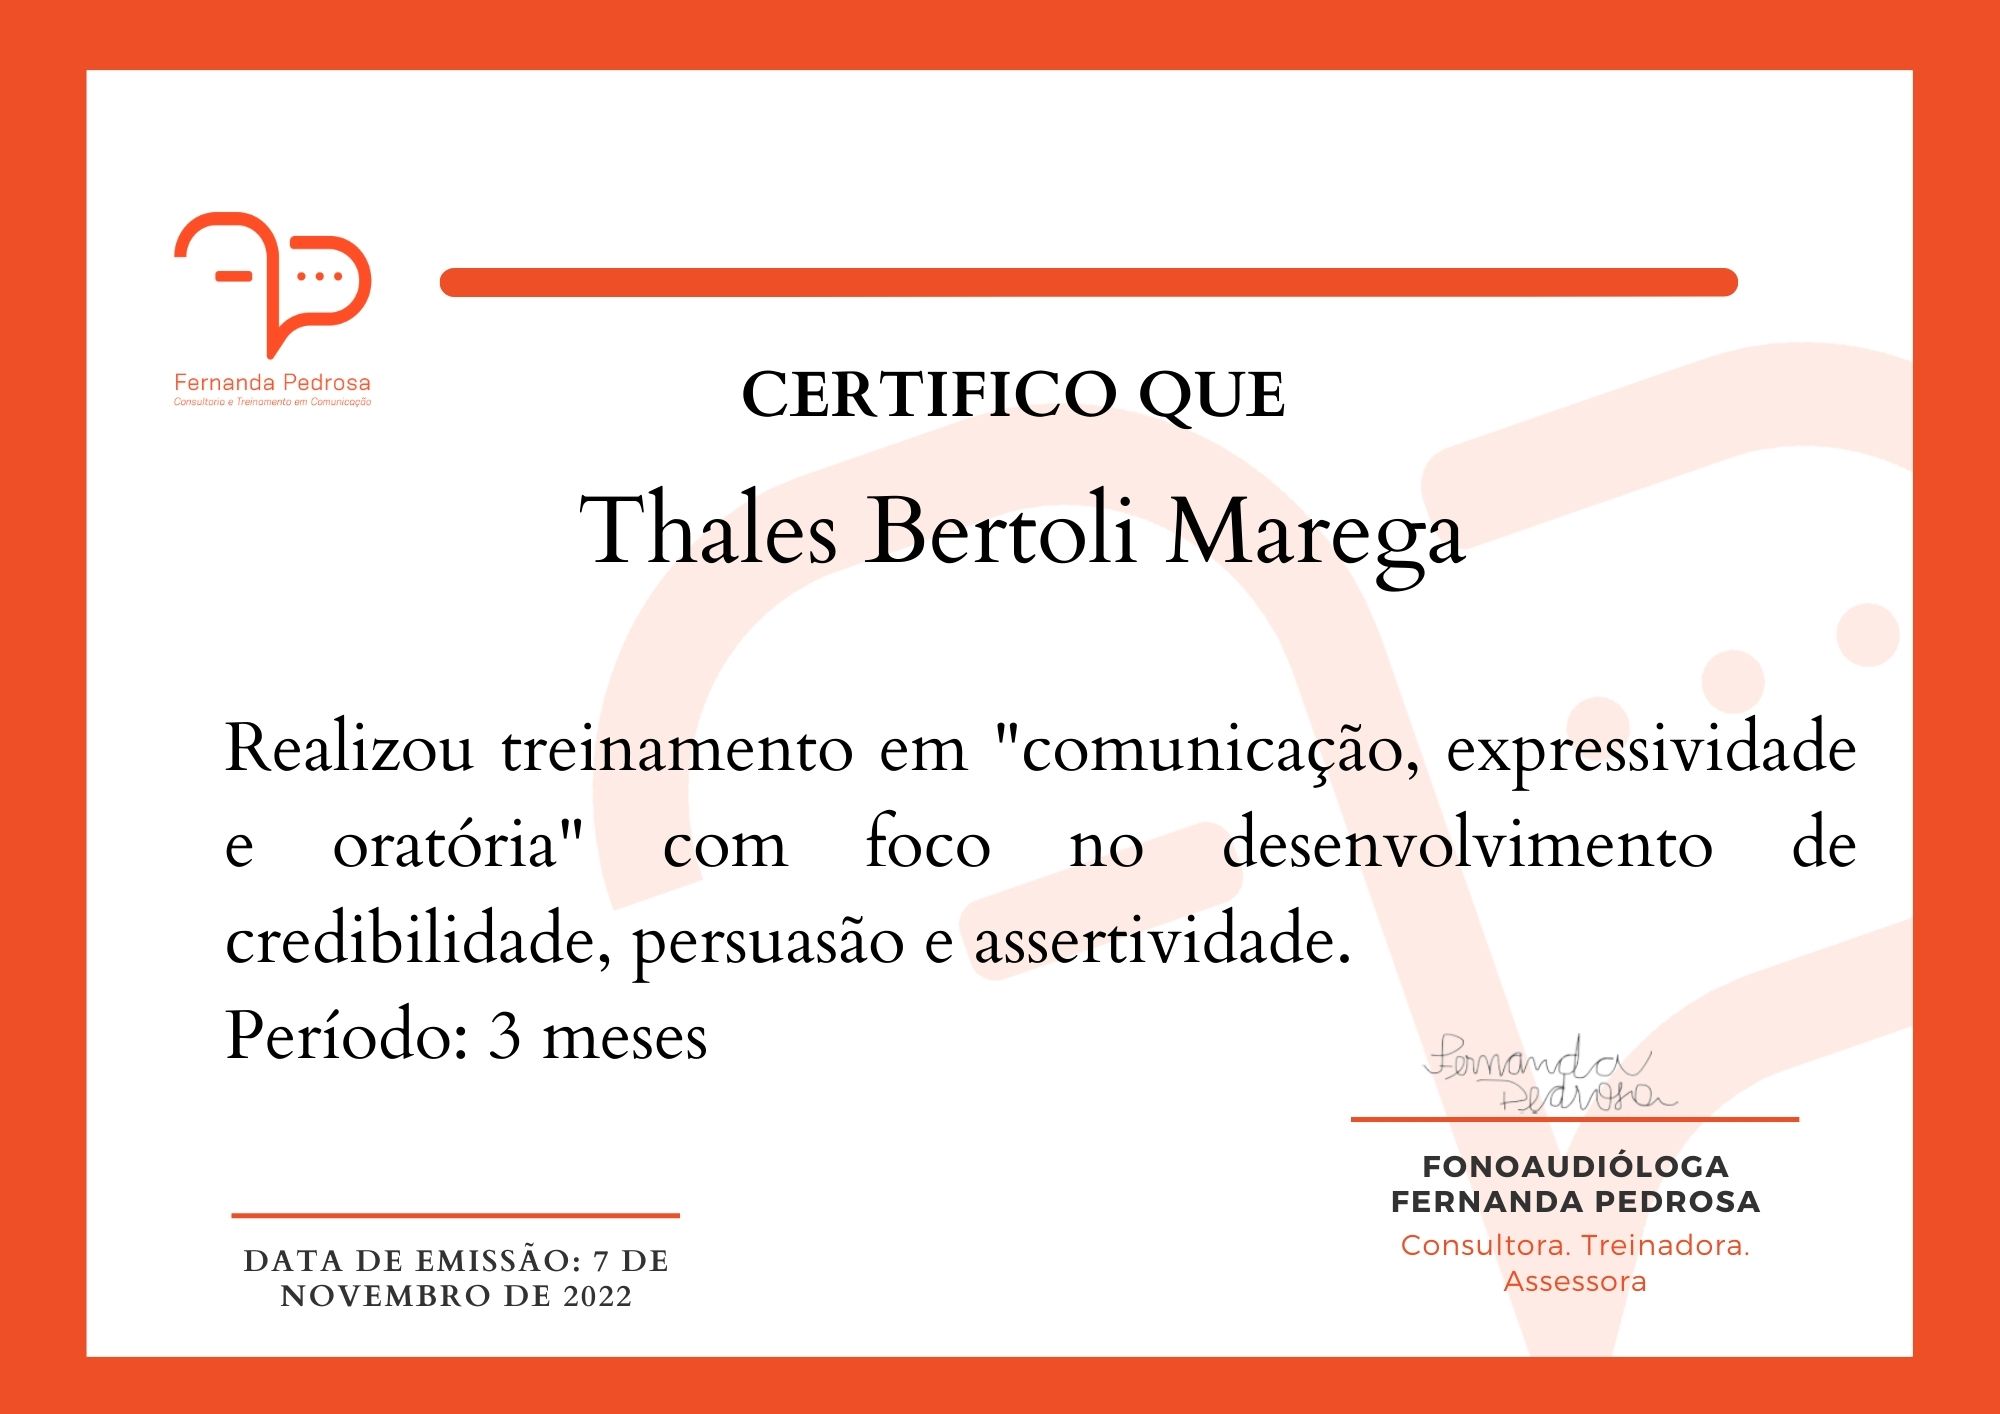 Fernanda Pedrosa
Consultoria e Treinamento em Comunicação
CERTIFICO QUE
Thales Bertoli Marega
Realizou treinamento em "comunicação, expressividade
e oratória" com foco no desenvolvimento de
credibilidade, persuasão e assertividade.
Período: 3 meses
Fernanda
Pedrosa
FONOAUDIÓLOGA
FERNANDA PEDROSA
Consultora. Treinadora.
Assessora
DATA DE EMISSÃO: 7 DE
NOVEMBRO DE 2022